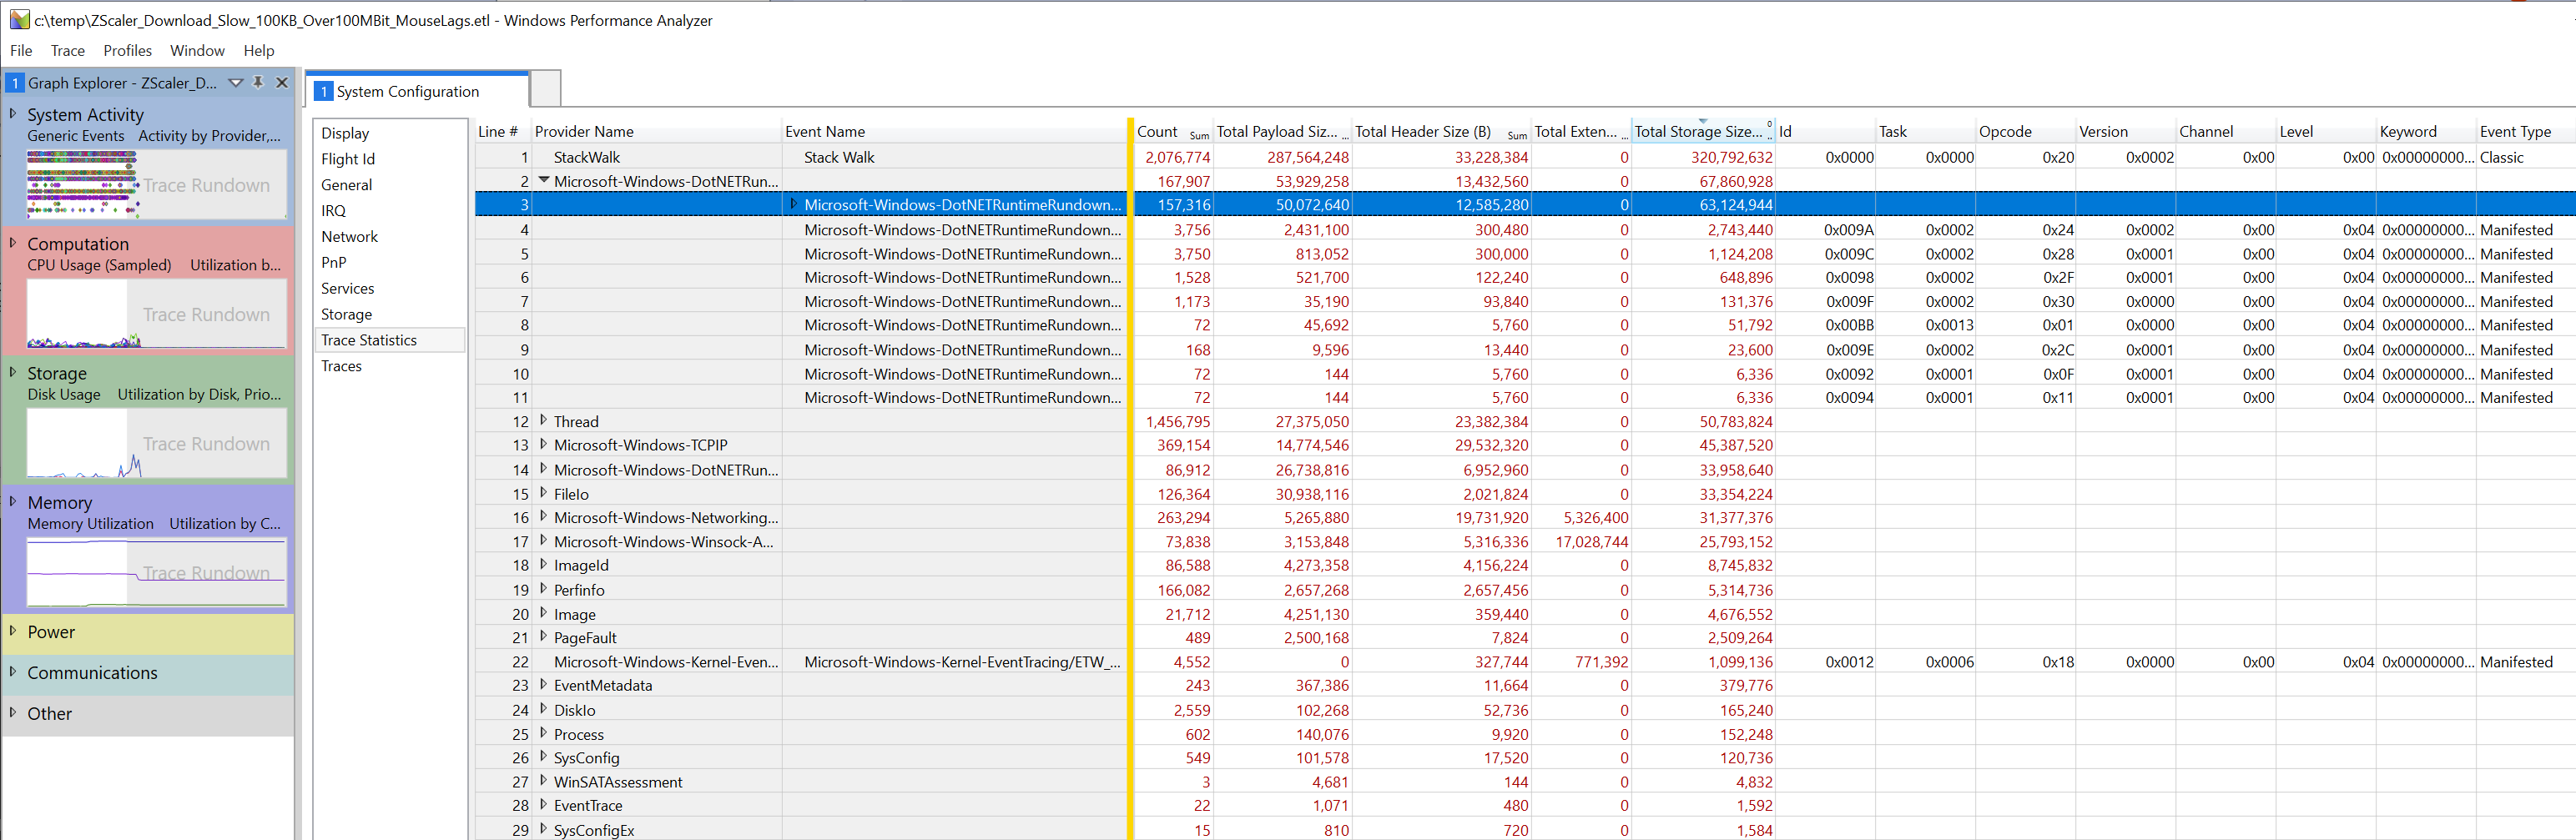 c:\temp\ZScaler_Download_Slow_100KB_Over100MBit_MouseLags.etl - Windows Performance Analyzer
File Trace Profiles Window Help
1 Graph Explorer - ZScaler_D...
System Activity
Generic Events Activity by Provider,...
Trace Rundown
Computation
CPU Usage (Sampled) Utilization b...
Trace Rundown
Storage
Disk Usage Utilization by Disk, Prio...
Trace Rundown
Memory
Memory Utilization Utilization by C...
Trace Rundown
Power
Communications
Other
1 System Configuration
Display
Flight Id
General
IRQ
Network
PnP
Services
Storage
Trace Statistics
Traces
Line # Provider Name Event Name Count Sum Total Payload Siz... ... Total Header Size (B) Sum Total Exten... ... Total Storage Size... 0 ... Id Task Opcode Version Channel Level Keyword Event Type
1 StackWalk Stack Walk 2,076,774 287,564,248 33,228,384 0 320,792,632 0x0000 0x0000 0x20 0x0002 0x00 0x00 0x00000000... Classic
2 Microsoft-Windows-DotNETRun... 167,907 53,929,258 13,432,560 0 67,860,928
3 Microsoft-Windows-DotNETRuntimeRundown... 157,316 50,072,640 12,585,280 0 63,124,944
4 Microsoft-Windows-DotNETRuntimeRundown... 3,756 2,431,100 300,480 0 2,743,440 0x009A 0x0002 0x24 0x0002 0x00 0x04 0x00000000... Manifested
5 Microsoft-Windows-DotNETRuntimeRundown... 3,750 813,052 300,000 0 1,124,208 0x009C 0x0002 0x28 0x0001 0x00 0x04 0x00000000... Manifested
6 Microsoft-Windows-DotNETRuntimeRundown... 1,528 521,700 122,240 0 648,896 0x0098 0x0002 0x2F 0x0001 0x00 0x04 0x00000000... Manifested
7 Microsoft-Windows-DotNETRuntimeRundown... 1,173 35,190 93,840 0 131,376 0x009F 0x0002 0x30 0x0000 0x00 0x04 0x00000000... Manifested
8 Microsoft-Windows-DotNETRuntimeRundown... 72 45,692 5,760 0 51,792 0x00BB 0x0013 0x01 0x0000 0x00 0x04 0x00000000... Manifested
9 Microsoft-Windows-DotNETRuntimeRundown... 168 9,596 13,440 0 23,600 0x009E 0x0002 0x2C 0x0001 0x00 0x04 0x00000000... Manifested
10 Microsoft-Windows-DotNETRuntimeRundown... 72 144 5,760 0 6,336 0x0092 0x0001 0x0F 0x0001 0x00 0x04 0x00000000... Manifested
11 Microsoft-Windows-DotNETRuntimeRundown... 72 144 5,760 0 6,336 0x0094 0x0001 0x11 0x0001 0x00 0x04 0x00000000... Manifested
12 Thread 1,456,795 27,375,050 23,382,384 0 50,783,824
13 Microsoft-Windows-TCPIP 369,154 14,774,546 29,532,320 0 45,387,520
14 Microsoft-Windows-DotNETRun... 86,912 26,738,816 6,952,960 0 33,958,640
15 FileIo 126,364 30,938,116 2,021,824 0 33,354,224
16 Microsoft-Windows-Networking... 263,294 5,265,880 19,731,920 5,326,400 31,377,376
17 Microsoft-Windows-Winsock-A... 73,838 3,153,848 5,316,336 17,028,744 25,793,152
18 ImageId 86,588 4,273,358 4,156,224 0 8,745,832
19 Perfinfo 166,082 2,657,268 2,657,456 0 5,314,736
20 Image 21,712 4,251,130 359,440 0 4,676,552
21 PageFault 489 2,500,168 7,824 0 2,509,264
22 Microsoft-Windows-Kernel-Even... Microsoft-Windows-Kernel-EventTracing/ETW_... 4,552 0 327,744 771,392 1,099,136 0x0012 0x0006 0x18 0x0000 0x00 0x04 0x00000000... Manifested
23 EventMetadata 243 367,386 11,664 0 379,776
24 DiskIo 2,559 102,268 52,736 0 165,240
25 Process 602 140,076 9,920 0 152,248
26 SysConfig 549 101,578 17,520 0 120,736
27 WinSATAssessment 3 4,681 144 0 4,832
28 EventTrace 22 1,071 480 0 1,592
29 SysConfigEx 15 810 720 0 1,584